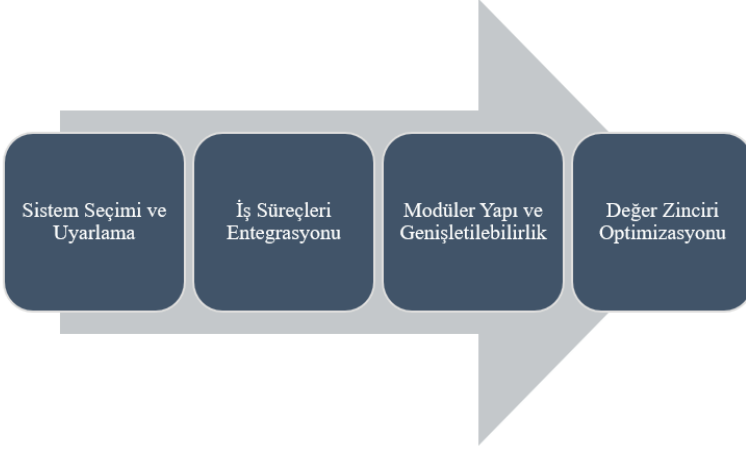 Sistem Seçimi ve
Uyarlama
İş Süreçleri
Entegrasyonu
Modüler Yapı ve
Genişletilebilirlik
Değer Zinciri
Optimizasyonu